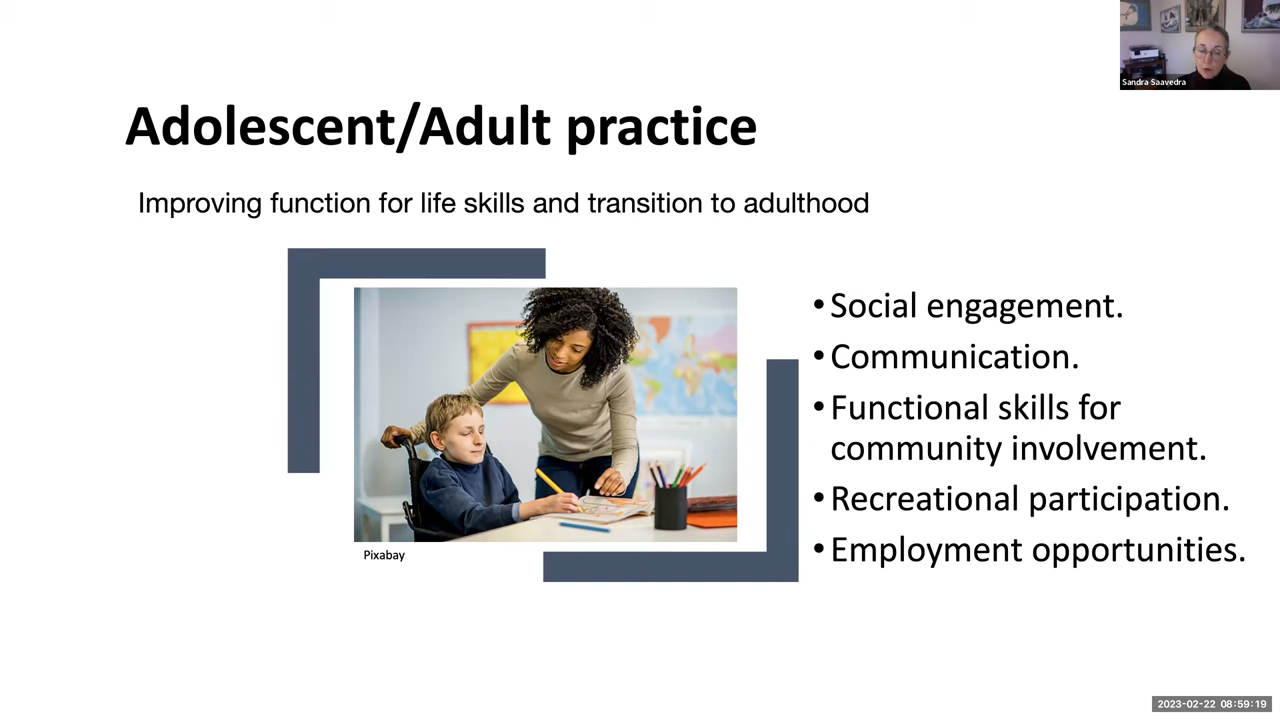 Sandra Saavedra
Adolescent/Adult practice
Improving function for life skills and transition to adulthood
• Social engagement.
• Communication.
• Functional skills for
community involvement.
• Recreational participation.
• Employment opportunities.
Pixabay
2023-02-22 08:59:19